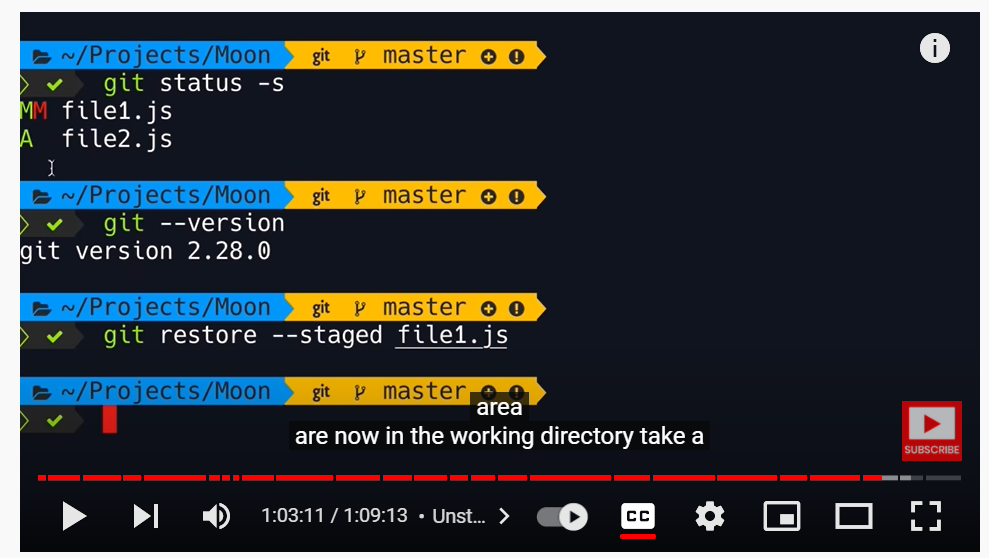 ~/Projects/Moon git master
git status -s
MM file1.js
A file2.js
~/Projects/Moon git master
git --version
git version 2.28.0
~/Projects/Moon git master
git restore --staged file1.js
~/Projects/Moon git master
area
are now in the working directory take a
SUBSCRIBE
1:03:11 / 1:09:13 • Unst...
CC